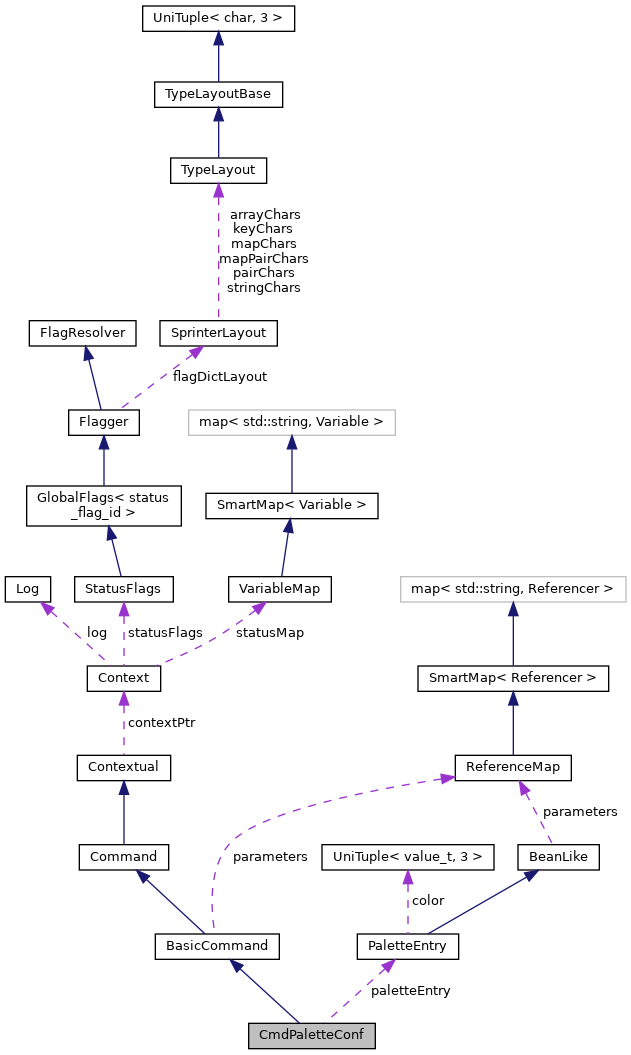 UniTuple< char, 3 >
TypeLayoutBase
TypeLayout
arrayChars
keyChars
mapChars
mapPairChars
pairChars
stringChars
FlagResolver
SprinterLayout
flagDictLayout
Flagger
map< std::string, Variable >
GlobalFlags< status
_flag_id >
SmartMap< Variable >
Log
StatusFlags
VariableMap
map< std::string, Referencer >
log
statusFlags
statusMap
Context
SmartMap< Referencer >
contextPtr
Contextual
ReferenceMap
parameters
Command
parameters
UniTuple< value_t, 3 >
BeanLike
color
BasicCommand
PaletteEntry
paletteEntry
CmdPaletteConf